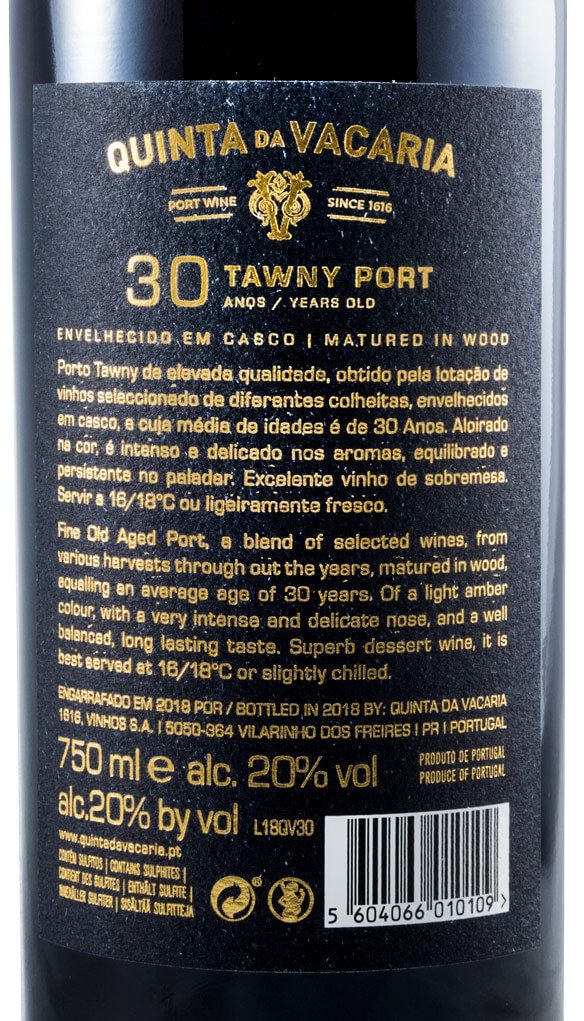 QUINTA DA VACARIA
PORT WINE SINCE 1616
30 TAWNY PORT
ANOS / YEARS OLD
ENVELHECIDO EM CASCO | MATURED IN WOOD
Porto Tawny de elevada qualidade, obtido pela lotação de
vinhos seleccionado de diferentes colheitas, envelhecidos
em casco, e cuja média de idades é de 30 Anos. Aloirado
na cor, é intenso e delicado nos aromas, equilibrado e
persistente no paladar. Excelente vinho de sobremesa.
Servir a 16/18°C ou ligeiramente fresco.
Fine Old Aged Port, a blend of selected wines, from
various harvests through out the years, matured in wood,
equalling an average age of 30 years. Of a light amber
colour, with a very intense and delicate nose, and a well
balanced, long lasting taste. Superb dessert wine, it is
best served at 16/18°C or slightly chilled.
ENGARRAFADO EM 2018 POR / BOTTLED IN 2018 BY: QUINTA DA VACARIA
1616, VINHOS S.A. | 5050-364 VILARINHO DOS FREIRES | PR | PORTUGAL
750 ml e alc. 20% vol
PRODUTO DE PORTUGAL
PRODUCE OF PORTUGAL
alc.20% by vol L18QV30
www.quintadavacaria.pt
CONTÉM SULFITOS | CONTAINS SULPHITES |
CONTIENT DES SULFITES | ENTHÄLT SULFITE |
INNEHÅLLER SULFITER | SISÄLTÄÄ SULFIITTEJA
5 604066 010109 >